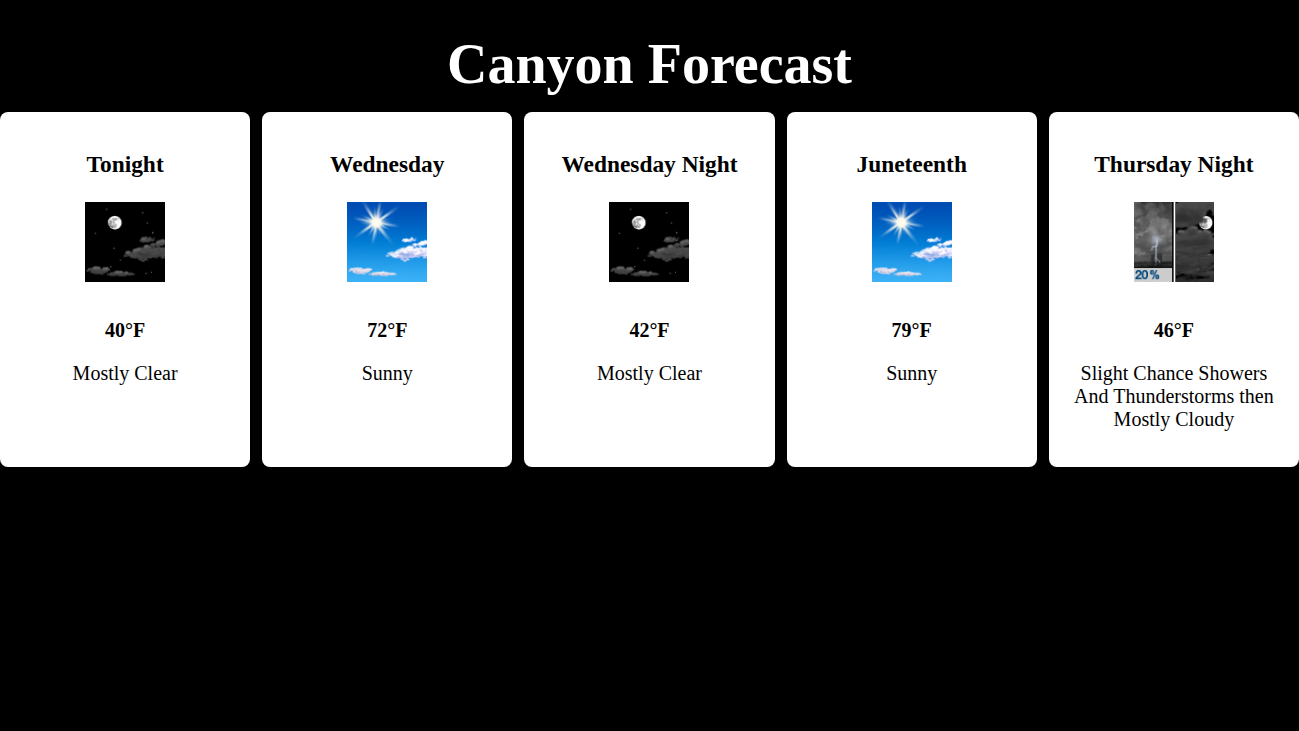 Canyon Forecast
Tonight
40°F
Mostly Clear
Wednesday
72°F
Sunny
Wednesday Night
42°F
Mostly Clear
Juneteenth
79°F
Sunny
Thursday Night
20%
46°F
Slight Chance Showers
And Thunderstorms then
Mostly Cloudy